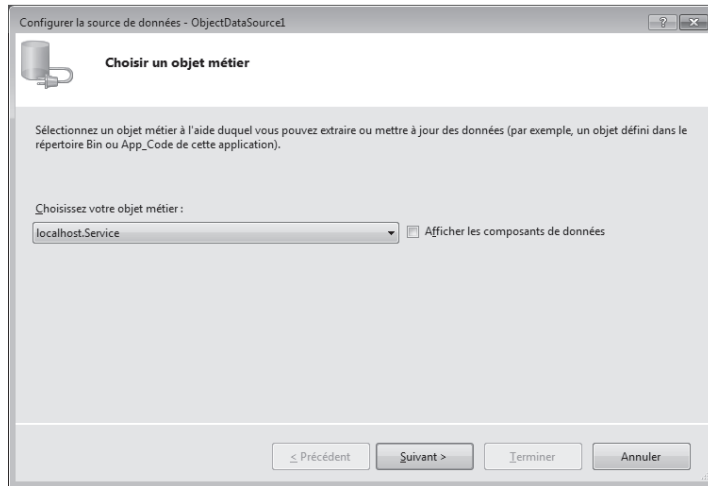 Configurer la source de données - ObjectDataSource1
Choisir un objet métier
Sélectionnez un objet métier à l'aide duquel vous pouvez extraire ou mettre à jour des données (par exemple, un objet défini dans le
répertoire Bin ou App_Code de cette application).
Choisissez votre objet métier :
localhost.Service
Afficher les composants de données
< Précédent
Suivant >
Terminer
Annuler